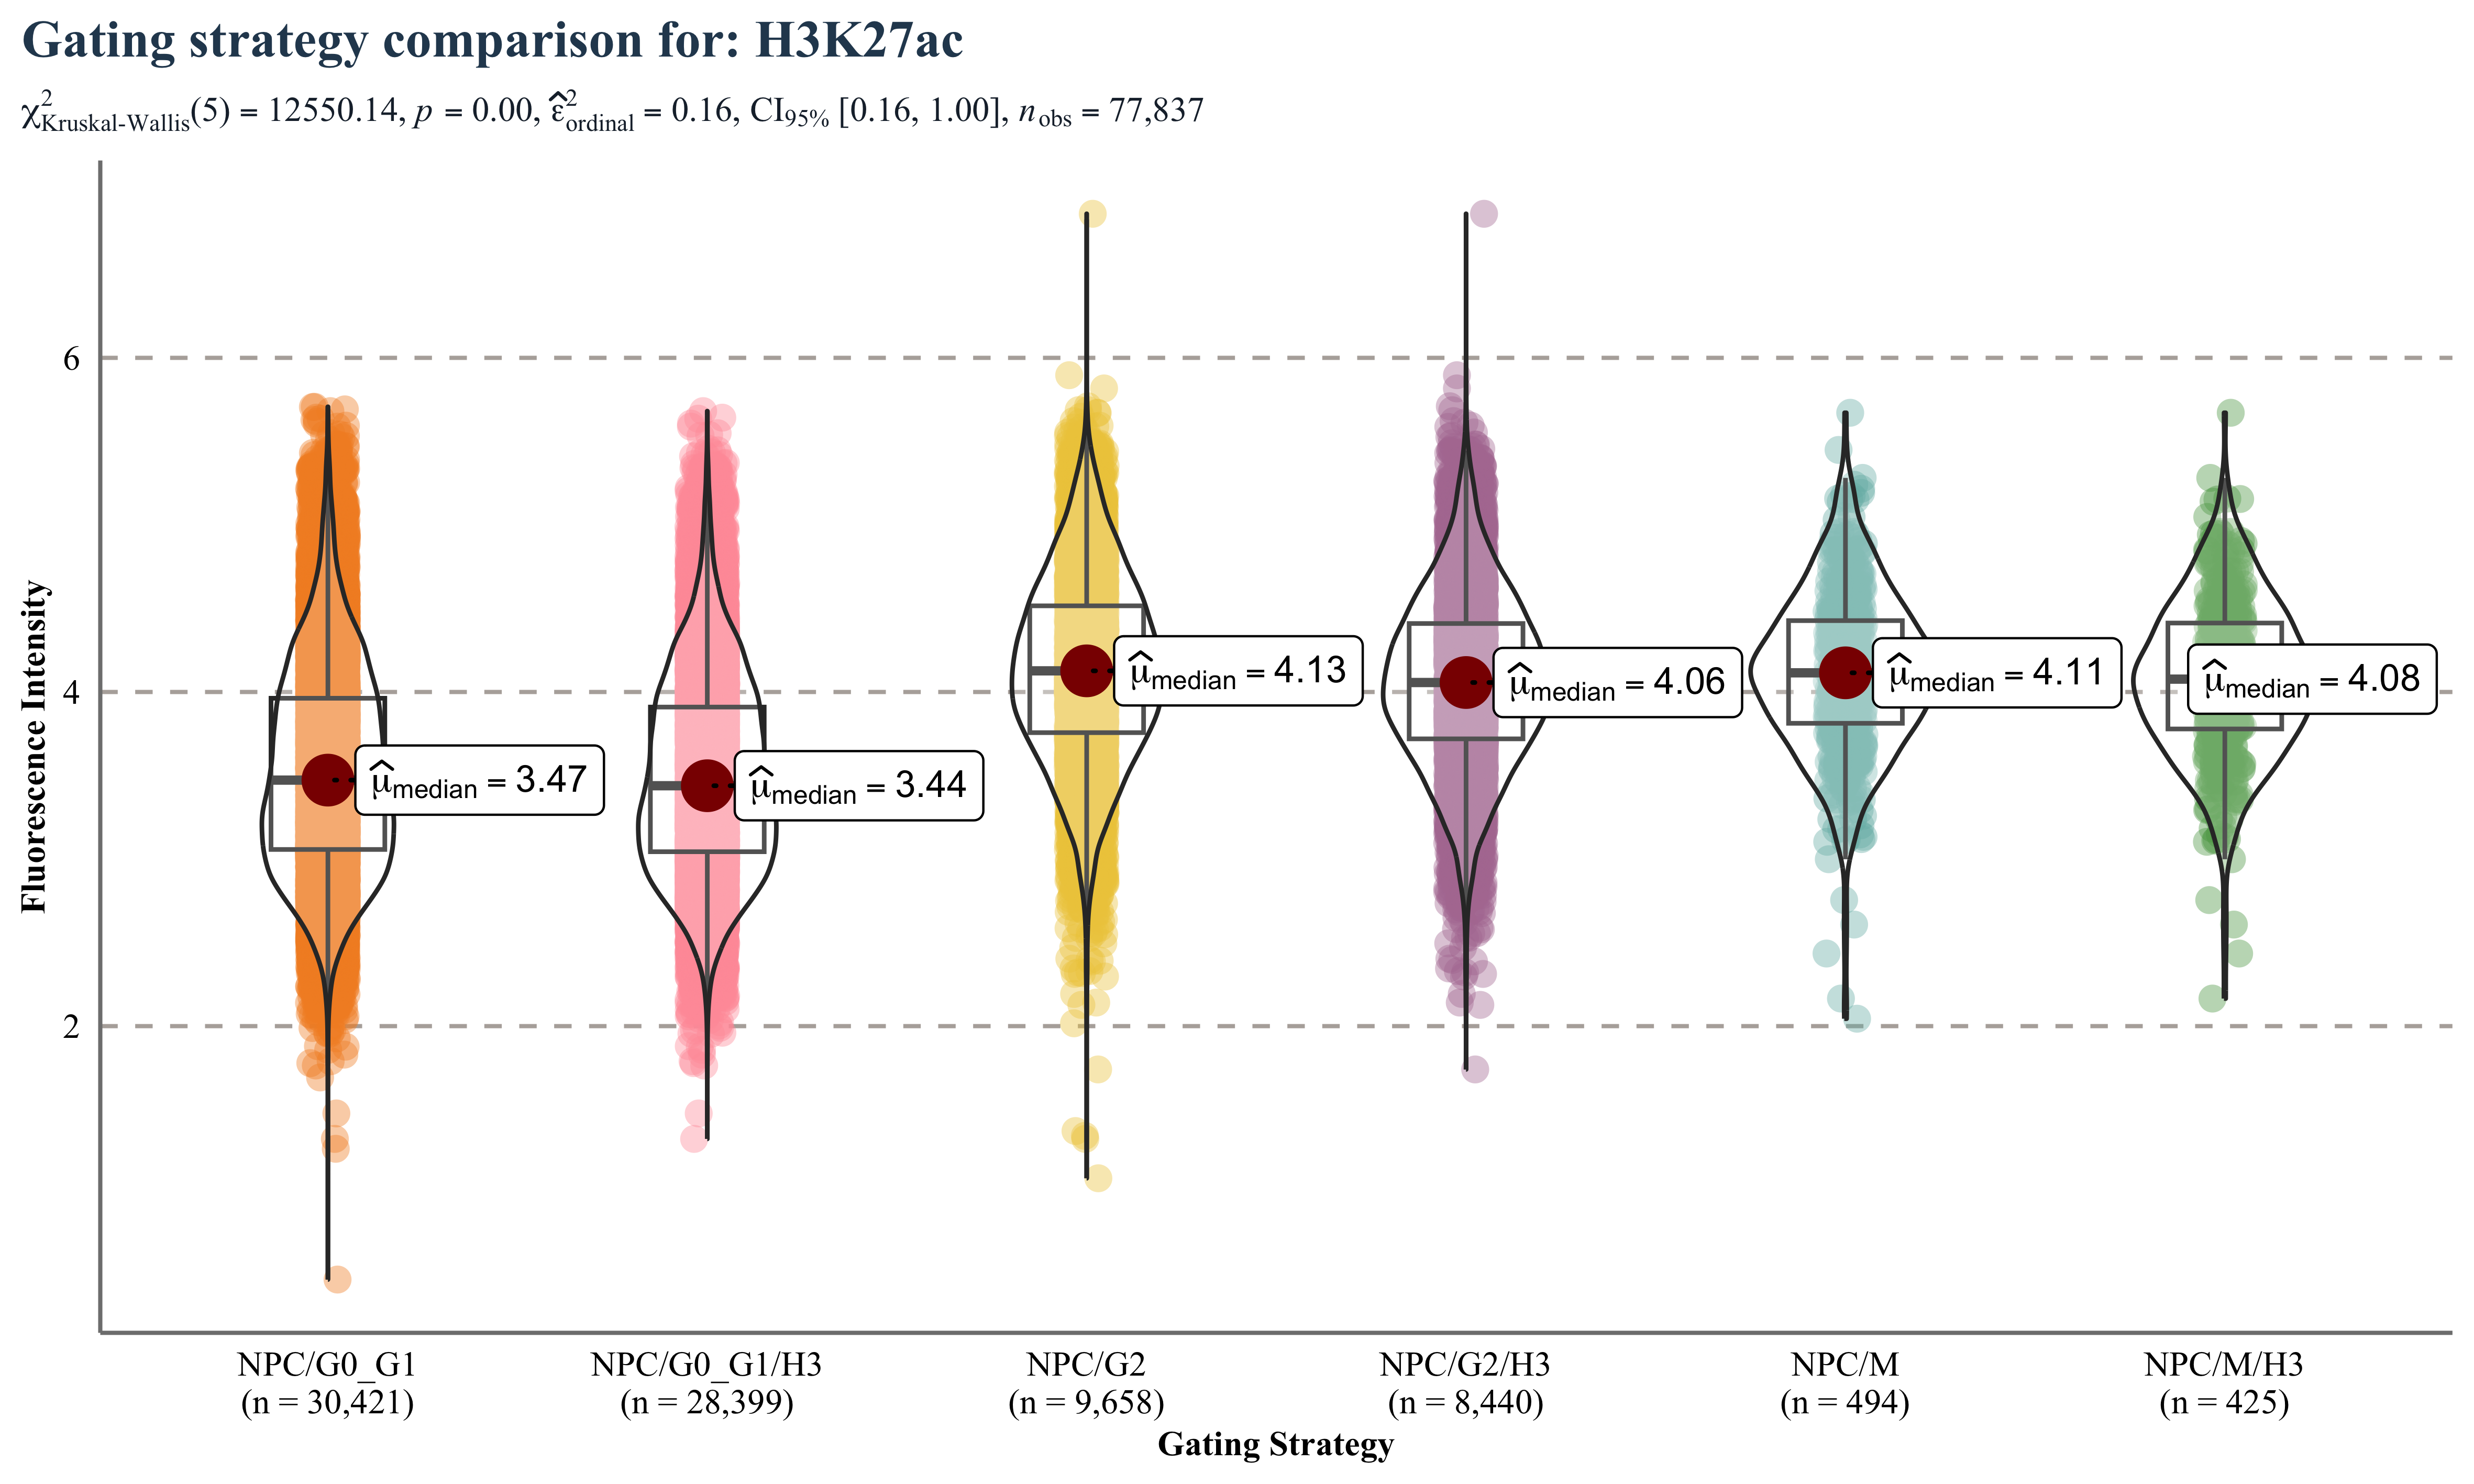 Gating strategy comparison for: H3K27ac
χ²Kruskal-Wallis(5) = 12550.14, p = 0.00, ε̂²ordinal = 0.16, CI95% [0.16, 1.00], nobs = 77,837
Fluorescence Intensity
6
4
2
μ̂median = 3.47
μ̂median = 3.44
μ̂median = 4.13
μ̂median = 4.06
μ̂median = 4.11
μ̂median = 4.08
NPC/G0_G1
(n = 30,421)
NPC/G0_G1/H3
(n = 28,399)
NPC/G2
(n = 9,658)
NPC/G2/H3
(n = 8,440)
NPC/M
(n = 494)
NPC/M/H3
(n = 425)
Gating Strategy